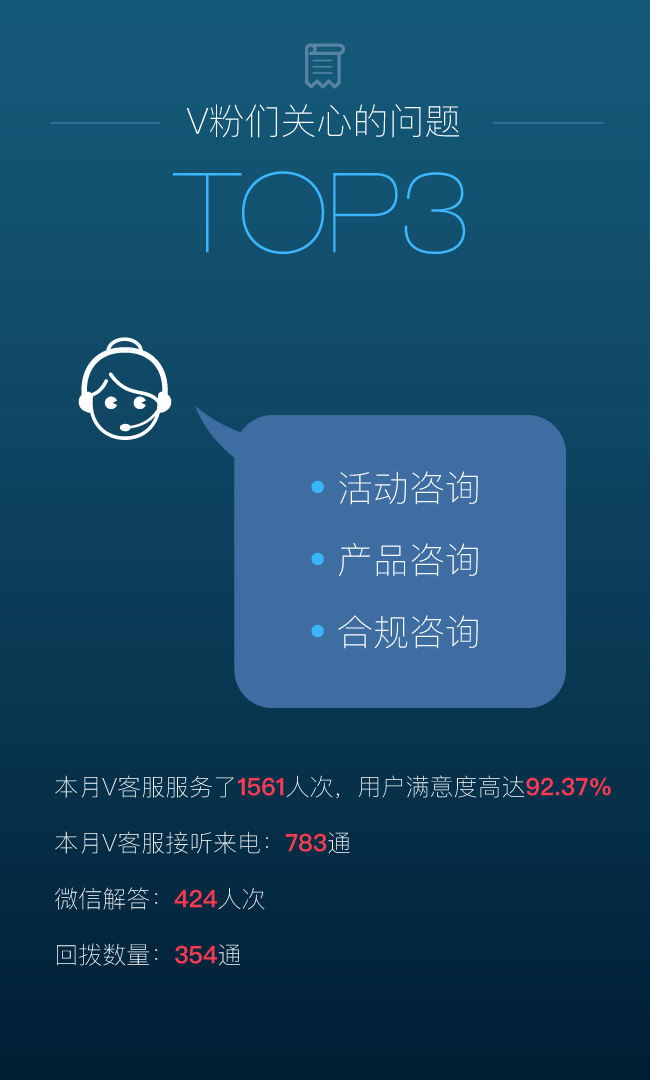 V粉们关心的问题
TOP3
• 活动咨询
• 产品咨询
• 合规咨询
本月V客服服务了1561人次，用户满意度高达92.37%
本月V客服接听来电：783通
微信解答：424人次
回拨数量：354通